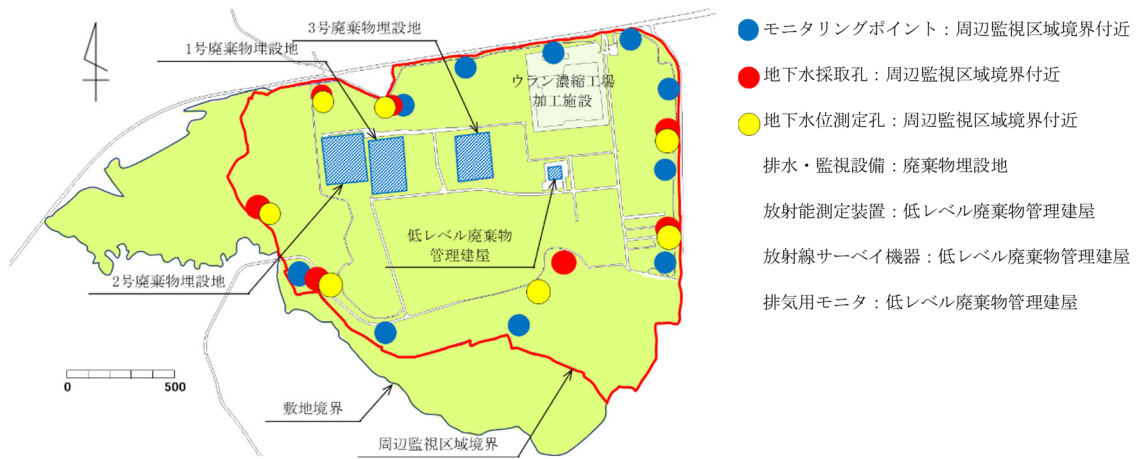 3号廃棄物埋設地
1号廃棄物埋設地
ウラン濃縮工場
加工施設
低レベル廃棄物
管理建屋
2号廃棄物埋設地
0 500
敷地境界
周辺監視区域境界
モニタリングポイント：周辺監視区域境界付近
地下水採取孔：周辺監視区域境界付近
地下水位測定孔：周辺監視区域境界付近
排水・監視設備：廃棄物埋設地
放射能測定装置：低レベル廃棄物管理建屋
放射線サーベイ機器：低レベル廃棄物管理建屋
排気用モニタ：低レベル廃棄物管理建屋